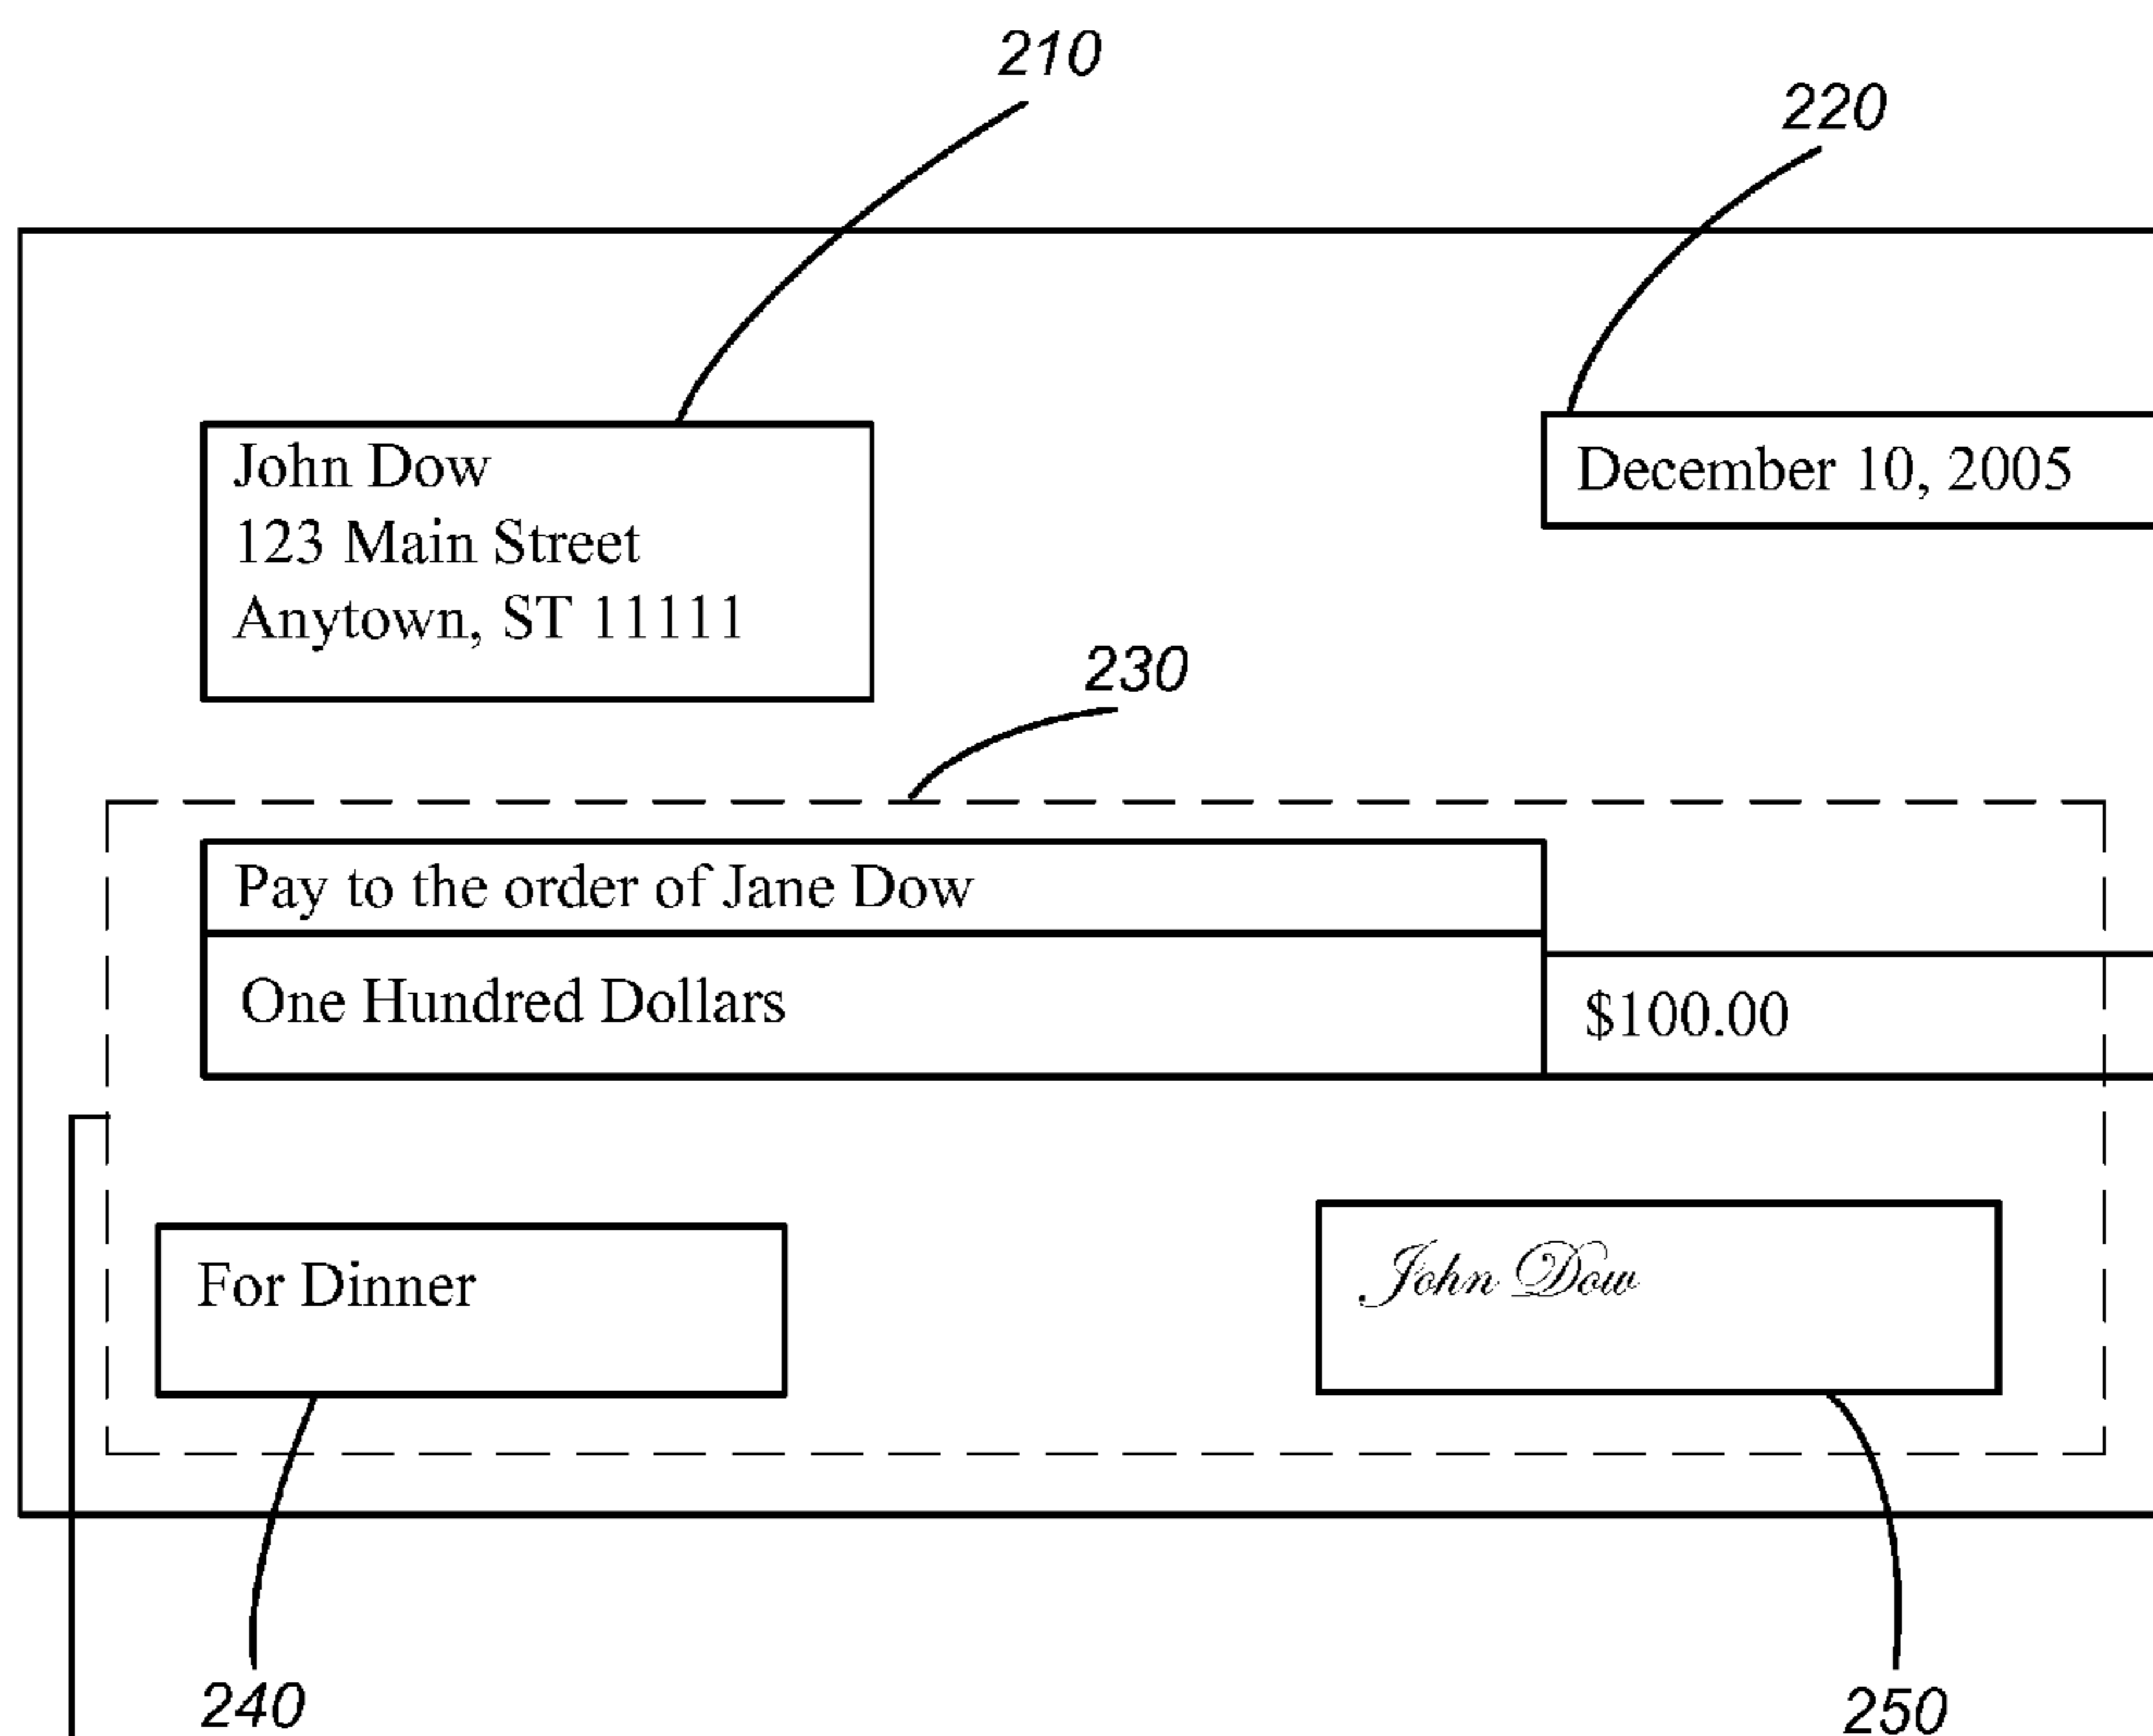 210
220
John Dow
123 Main Street
Anytown, ST 11111
December 10, 2005
230
Pay to the order of Jane Dow
One Hundred Dollars
$100.00
For Dinner
John Dow
240
250